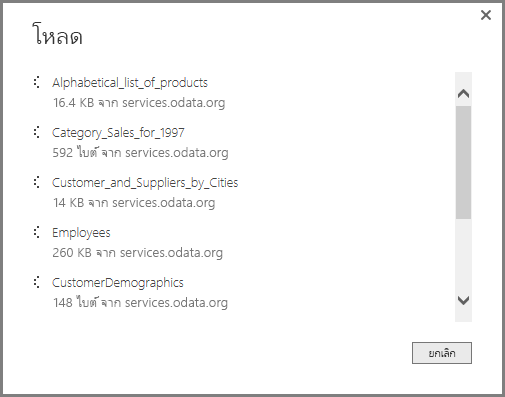 โหลด
Alphabetical_list_of_products
16.4 KB จาก services.odata.org
Category_Sales_for_1997
592 ไบต์ จาก services.odata.org
Customer_and_Suppliers_by_Cities
14 KB จาก services.odata.org
Employees
260 KB จาก services.odata.org
CustomerDemographics
148 ไบต์ จาก services.odata.org
ยกเลิก